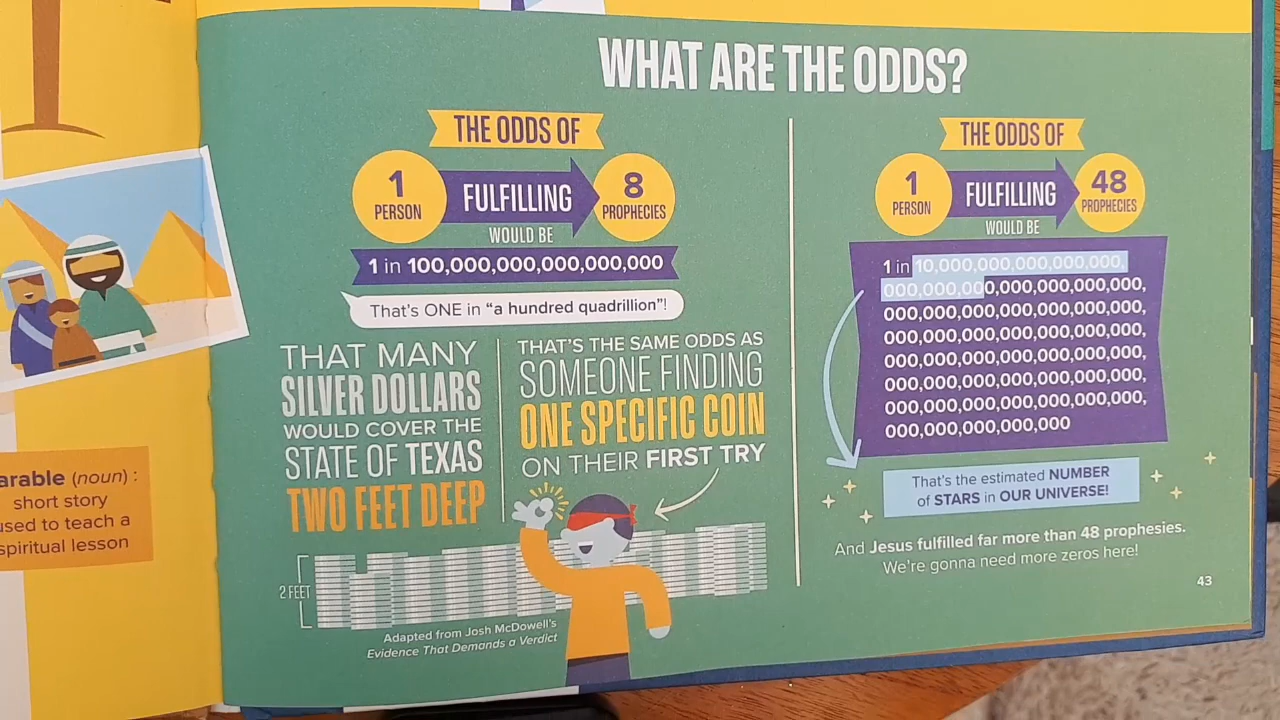 WHAT ARE THE ODDS?
THE ODDS OF
1
PERSON
FULFILLING
8
PROPHECIES
WOULD BE
1 in 100,000,000,000,000,000
That's ONE in "a hundred quadrillion"!
THAT MANY
SILVER DOLLARS
WOULD COVER THE
STATE OF TEXAS
TWO FEET DEEP
THAT'S THE SAME ODDS AS
SOMEONE FINDING
ONE SPECIFIC COIN
ON THEIR FIRST TRY
2 FEET
Adapted from Josh McDowell's
Evidence That Demands a Verdict
THE ODDS OF
1
PERSON
FULFILLING
48
PROPHECIES
WOULD BE
1 in 10,000,000,000,000,000,
000,000,000,000,000,000,000,
000,000,000,000,000,000,000,
000,000,000,000,000,000,000,
000,000,000,000,000,000,000,
000,000,000,000,000,000,000,
000,000,000,000,000,000,000,
000,000,000,000,000
That's the estimated NUMBER
of STARS in OUR UNIVERSE!
And Jesus fulfilled far more than 48 prophesies.
We're gonna need more zeros here!
43
arable (noun) :
short story
used to teach a
spiritual lesson